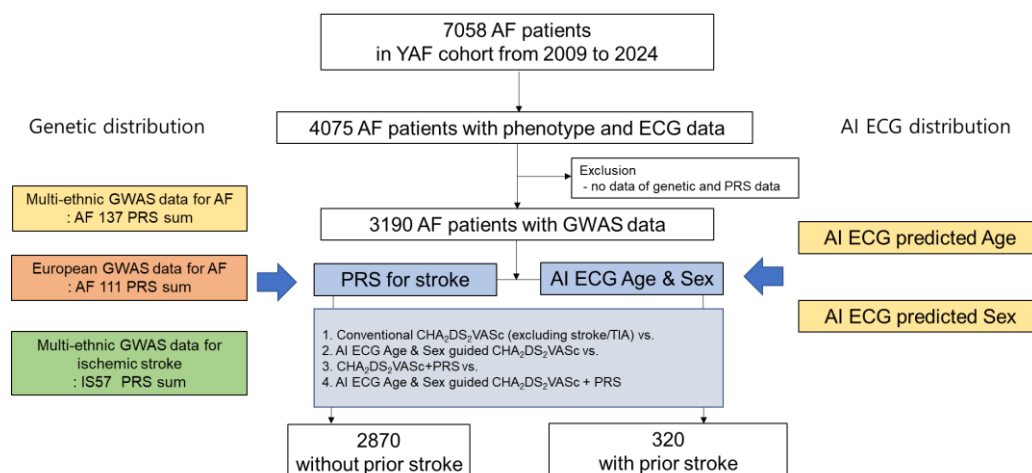 7058 AF patients
in YAF cohort from 2009 to 2024
Genetic distribution
4075 AF patients with phenotype and ECG data
AI ECG distribution
Exclusion
- no data of genetic and PRS data
Multi-ethnic GWAS data for AF
: AF 137 PRS sum
3190 AF patients with GWAS data
AI ECG predicted Age
European GWAS data for AF
: AF 111 PRS sum
PRS for stroke
AI ECG Age & Sex
AI ECG predicted Sex
Multi-ethnic GWAS data for
ischemic stroke
: IS57 PRS sum
1. Conventional CHA₂DS₂VASc (excluding stroke/TIA) vs.
2. AI ECG Age & Sex guided CHA₂DS₂VASc vs.
3. CHA₂DS₂VASc+PRS vs.
4. AI ECG Age & Sex guided CHA₂DS₂VASc + PRS
2870
without prior stroke
320
with prior stroke